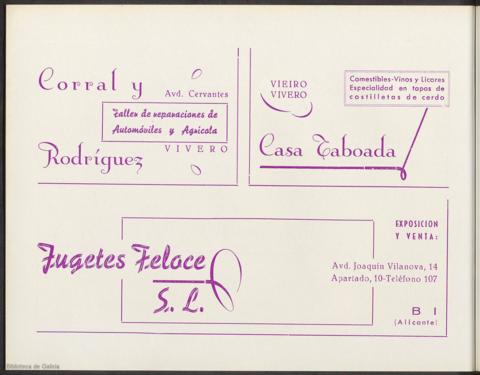 Corral y
Avd. Cervantes
Taller de reparaciones de
Automóviles y Agrícola
VIVERO
Rodríguez
VIEIRO
VIVERO
Comestibles-Vinos y Licores
Especialidad en tapas de
costilletas de cerdo
Casa Taboada
Jugetes Feloce
S. L.
EXPOSICION
Y VENTA:
Avd. Joaquín Vilanova, 14
Apartado, 10-Teléfono 107
B I
(Alicante)
Biblioteca de Galicia